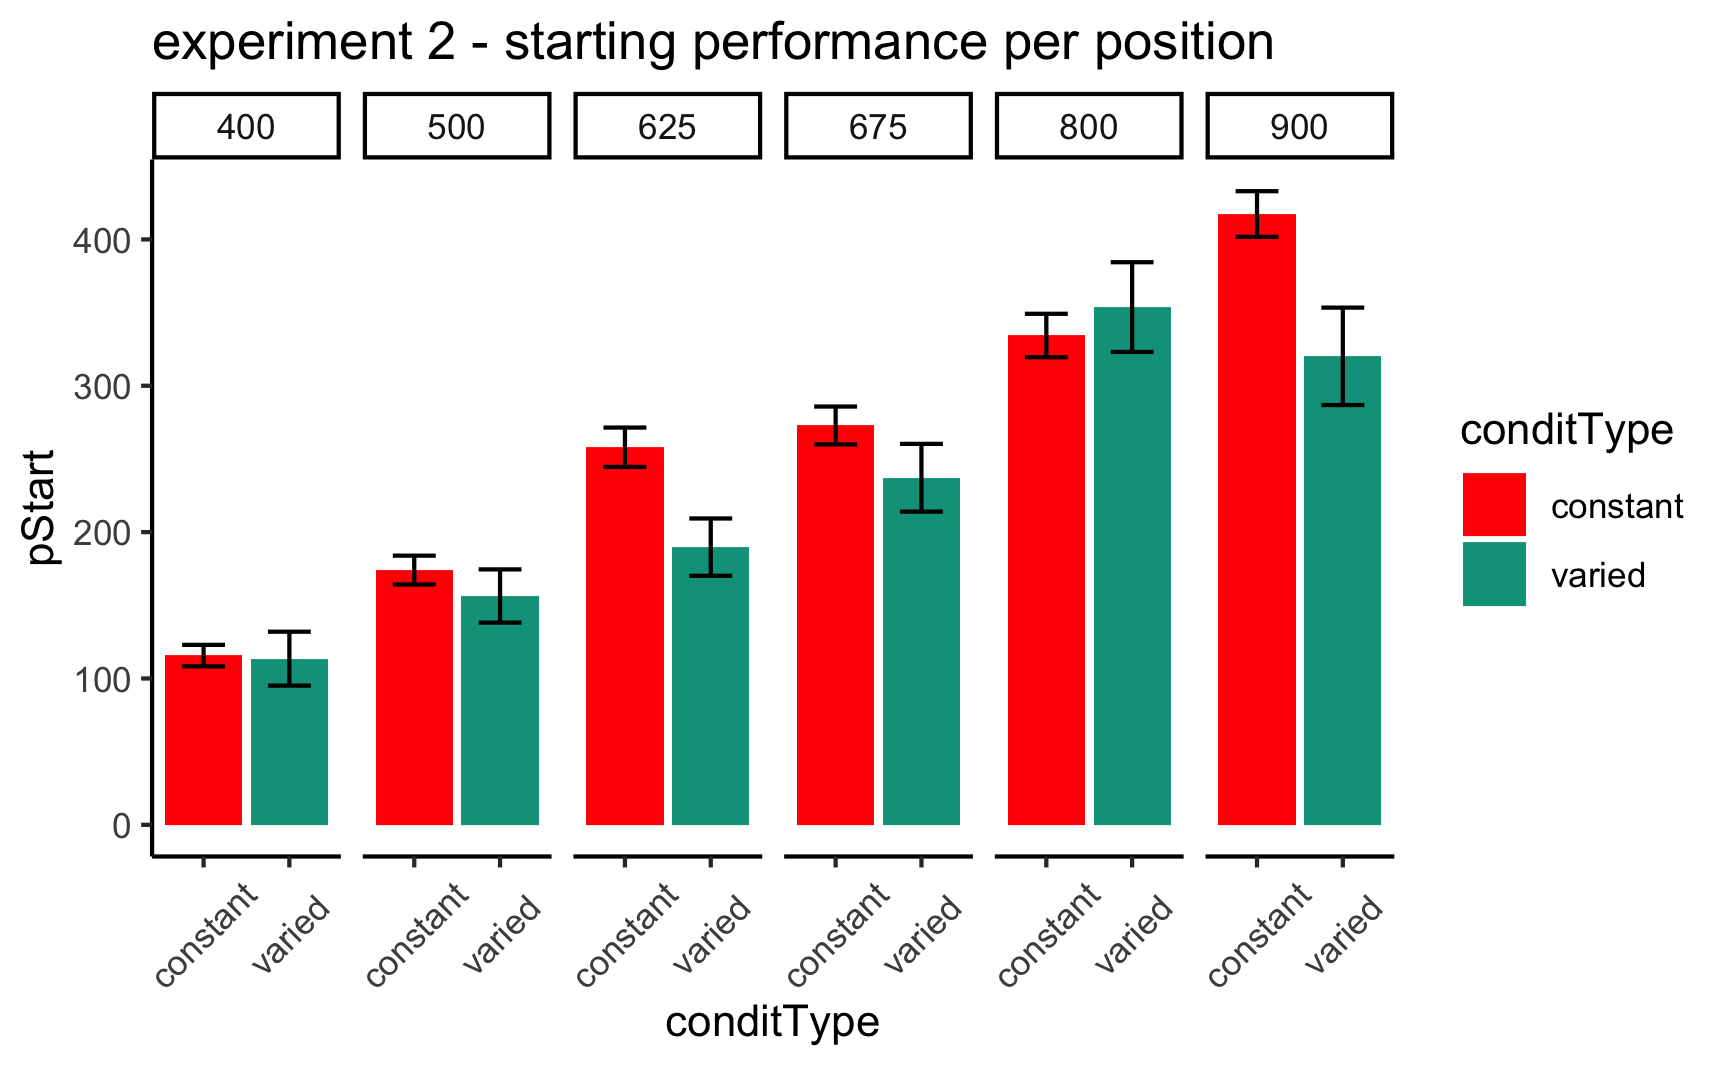 experiment 2 - starting performance per position
400 500 625 675 800 900
400
300
200
100
0
pStart
constant varied constant varied constant varied constant varied constant varied constant varied
conditType
conditType
constant
varied